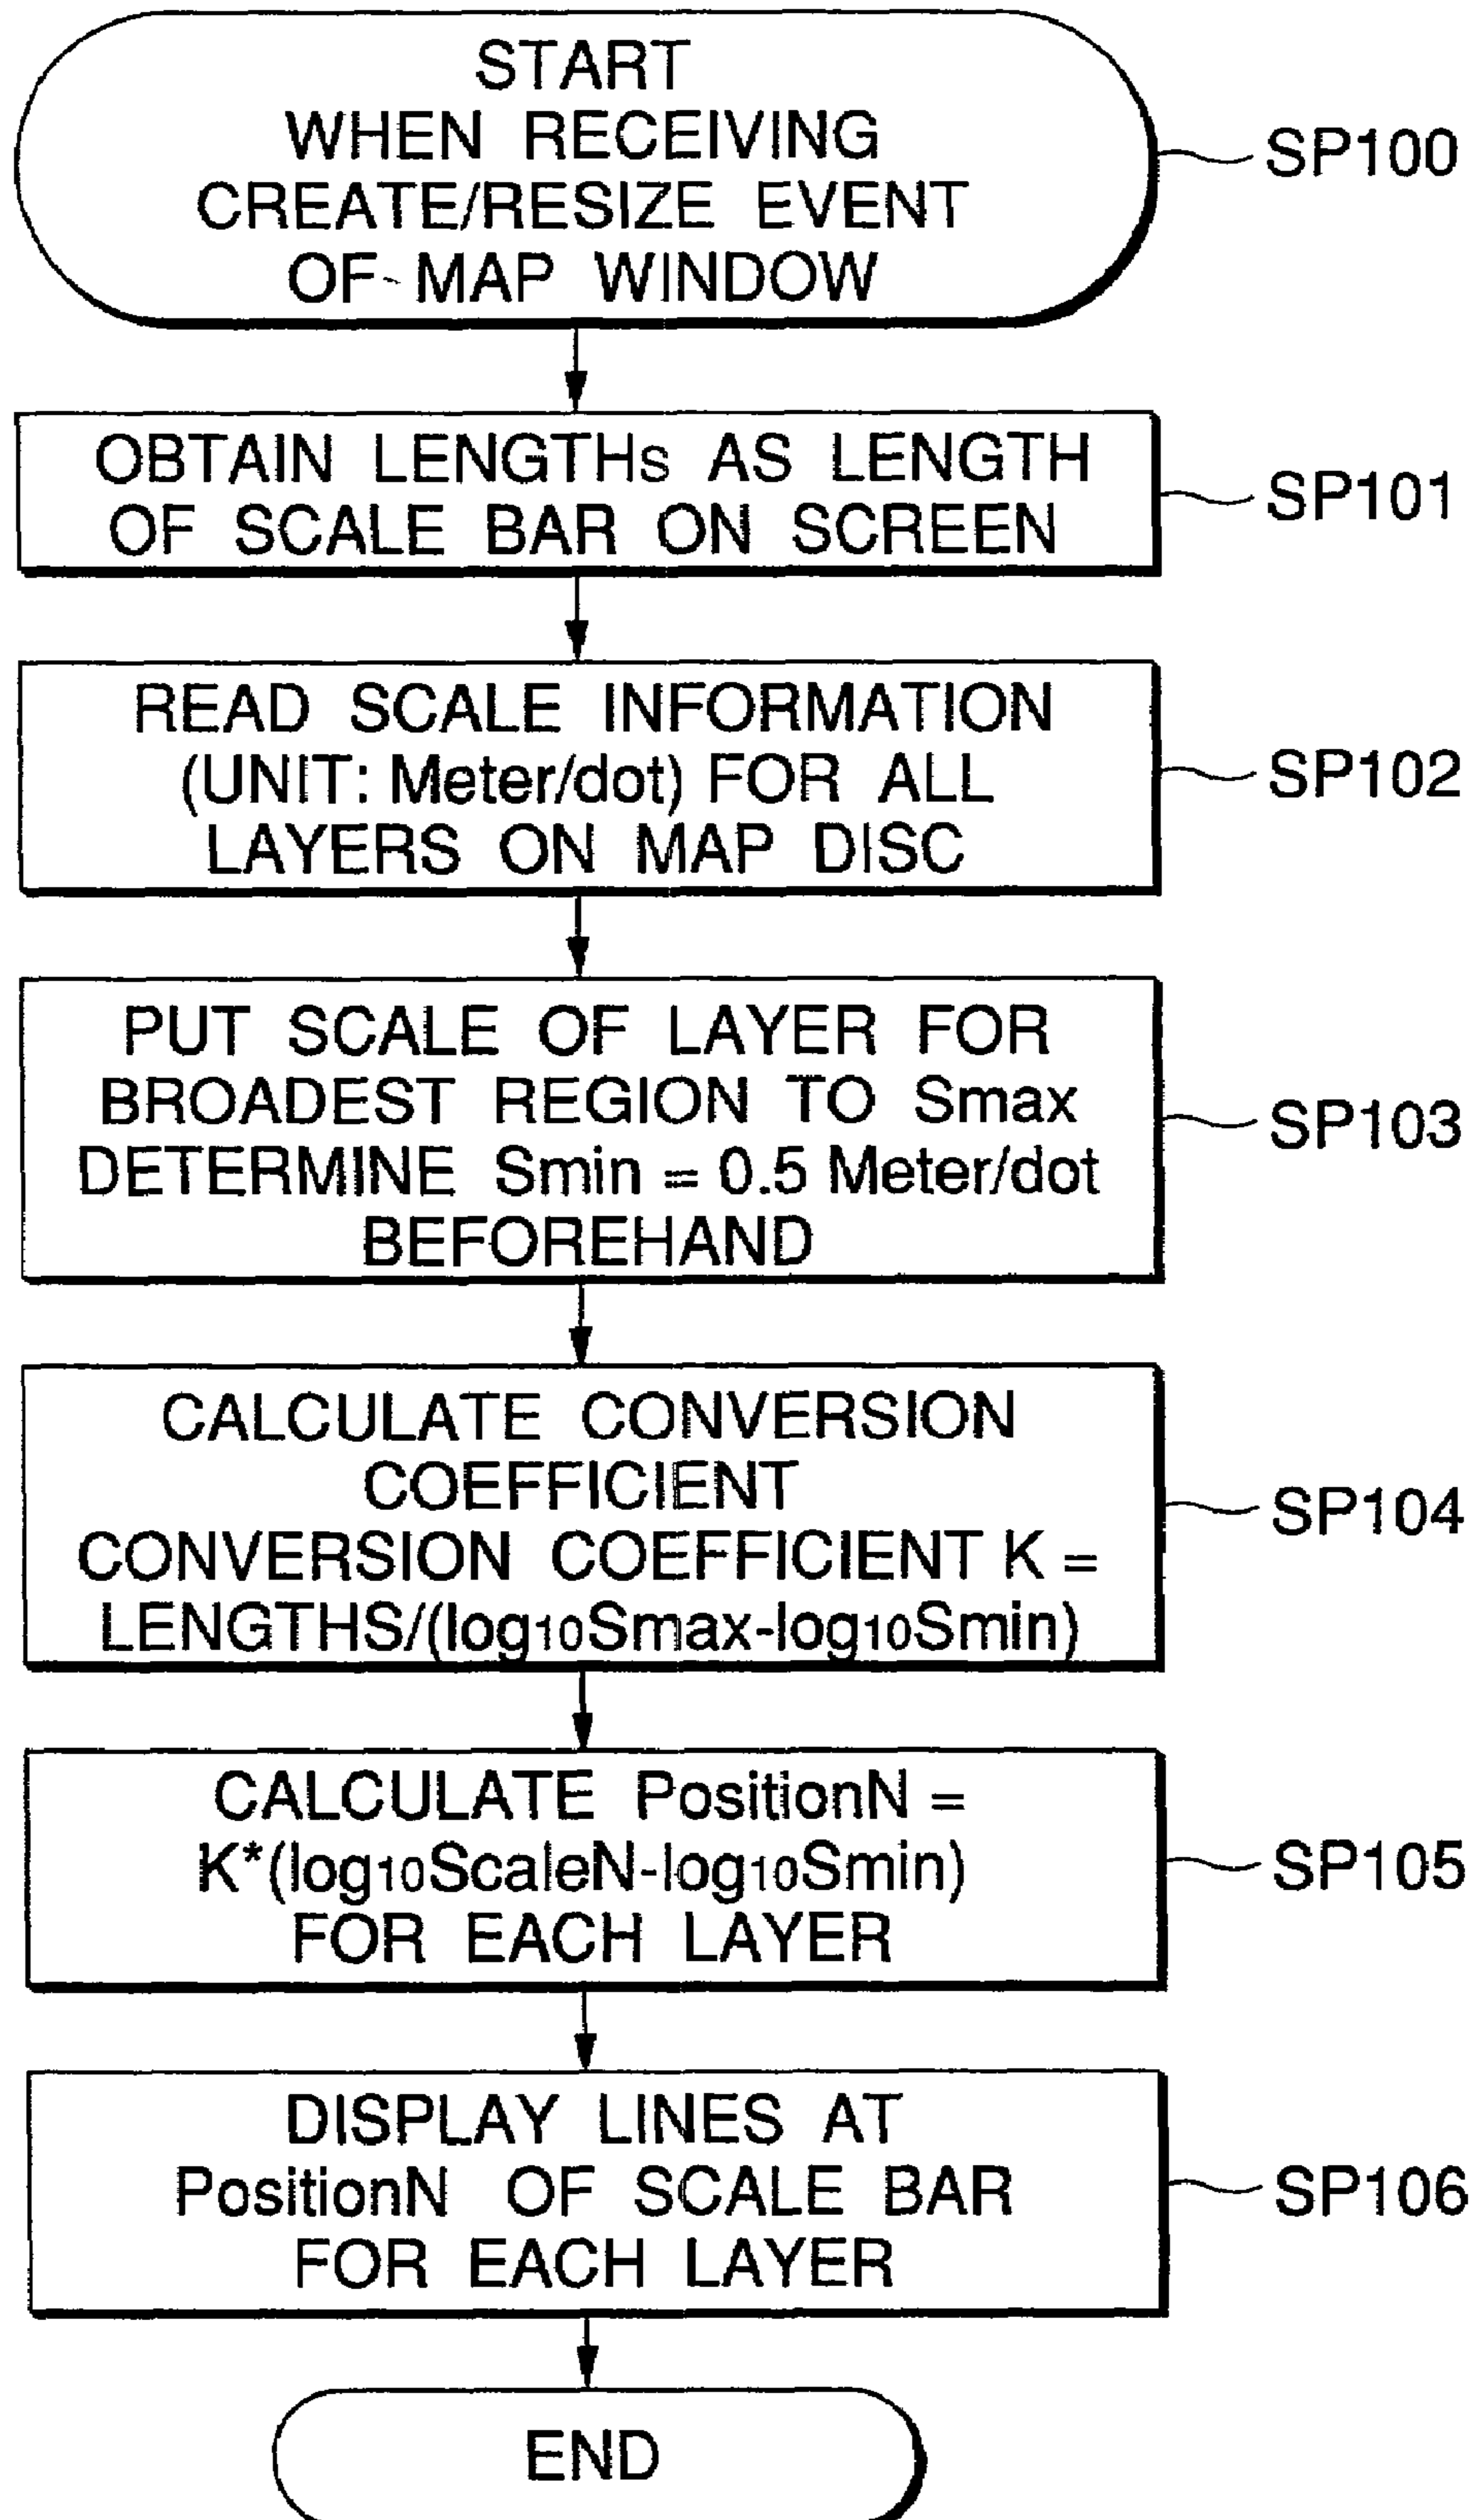 START
WHEN RECEIVING
CREATE/RESIZE EVENT
OF MAP WINDOW
SP100
OBTAIN LENGTHs AS LENGTH
OF SCALE BAR ON SCREEN
SP101
READ SCALE INFORMATION
(UNIT: Meter/dot) FOR ALL
LAYERS ON MAP DISC
SP102
PUT SCALE OF LAYER FOR
BROADEST REGION TO Smax
DETERMINE Smin = 0.5 Meter/dot
BEFOREHAND
SP103
CALCULATE CONVERSION
COEFFICIENT
CONVERSION COEFFICIENT K =
LENGTHS/(log10Smax-log10Smin)
SP104
CALCULATE PositionN =
K*(log10ScaleN-log10Smin)
FOR EACH LAYER
SP105
DISPLAY LINES AT
PositionN OF SCALE BAR
FOR EACH LAYER
SP106
END